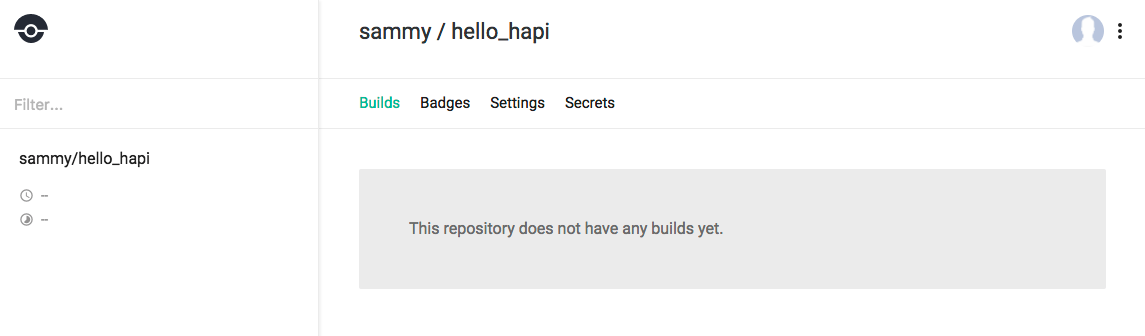 sammy / hello_hapi
Filter...
Builds Badges Settings Secrets
sammy/hello_hapi
--
--
This repository does not have any builds yet.